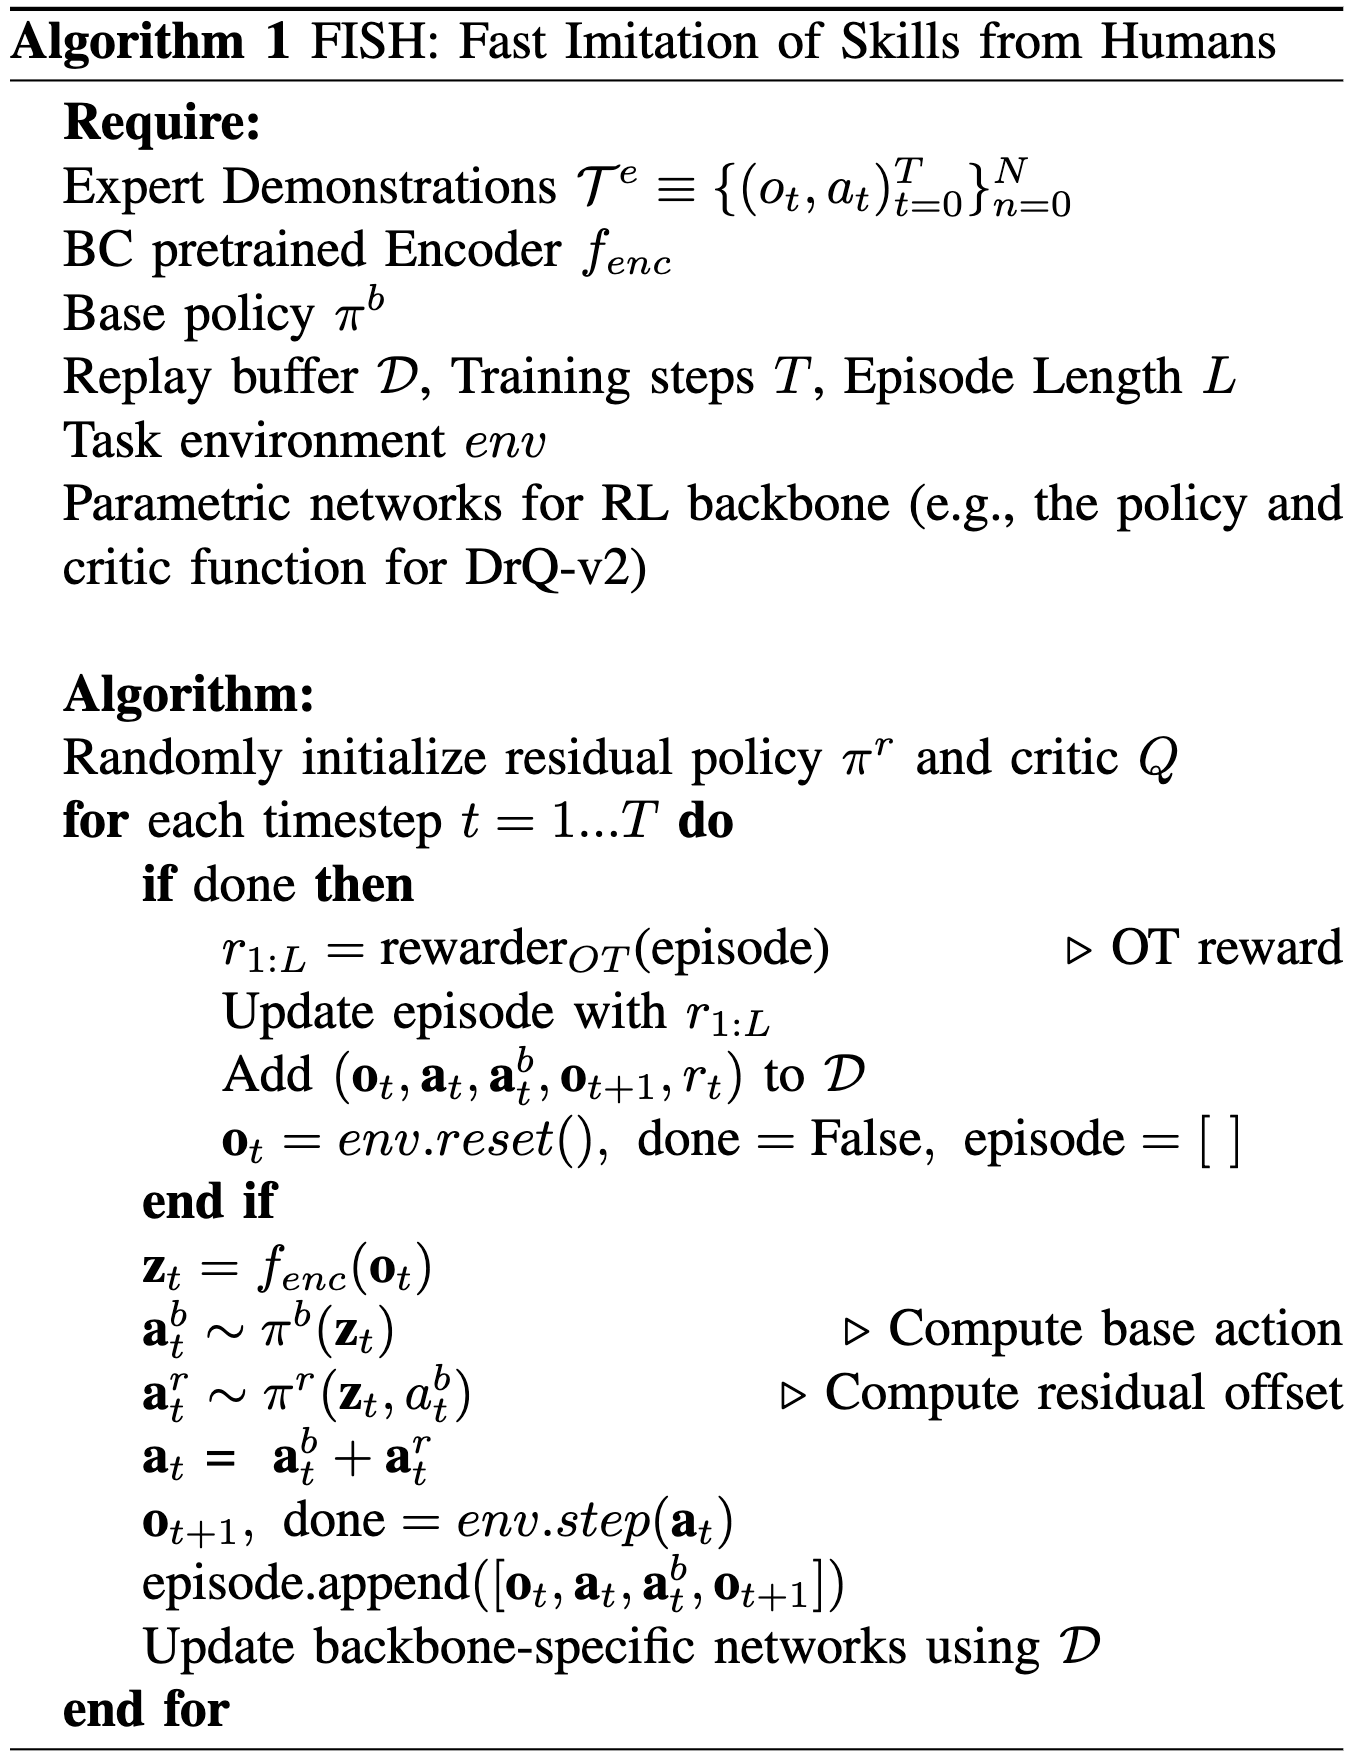 Algorithm 1 FISH: Fast Imitation of Skills from Humans
Require:
Expert Demonstrations $\mathcal{T}^e \equiv \{(o_t, a_t)_{t=0}^{T}\}_{n=0}^{N}$
BC pretrained Encoder $f_{enc}$
Base policy $\pi^b$
Replay buffer $\mathcal{D}$, Training steps $T$, Episode Length $L$
Task environment $env$
Parametric networks for RL backbone (e.g., the policy and
critic function for DrQ-v2)
Algorithm:
Randomly initialize residual policy $\pi^r$ and critic $Q$
for each timestep $t = 1...T$ do
if done then
$r_{1:L} = \text{rewarder}_{OT}(\text{episode})$ ▷ OT reward
Update episode with $r_{1:L}$
Add $(\mathbf{o}_t, \mathbf{a}_t, \mathbf{a}_t^b, \mathbf{o}_{t+1}, r_t)$ to $\mathcal{D}$
$\mathbf{o}_t = env.reset()$, done = False, episode = [ ]
end if
$\mathbf{z}_t = f_{enc}(\mathbf{o}_t)$
$\mathbf{a}_t^b \sim \pi^b(\mathbf{z}_t)$ ▷ Compute base action
$\mathbf{a}_t^r \sim \pi^r(\mathbf{z}_t, a_t^b)$ ▷ Compute residual offset
$\mathbf{a}_t = \mathbf{a}_t^b + \mathbf{a}_t^r$
$\mathbf{o}_{t+1}$, done = $env.step(\mathbf{a}_t)$
episode.append($[\mathbf{o}_t, \mathbf{a}_t, \mathbf{a}_t^b, \mathbf{o}_{t+1}]$)
Update backbone-specific networks using $\mathcal{D}$
end for